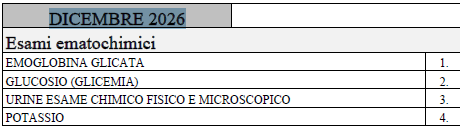 DICEMBRE 2026
Esami ematochimici
EMOGLOBINA GLICATA 1.
GLUCOSIO (GLICEMIA) 2.
URINE ESAME CHIMICO FISICO E MICROSCOPICO 3.
POTASSIO 4.